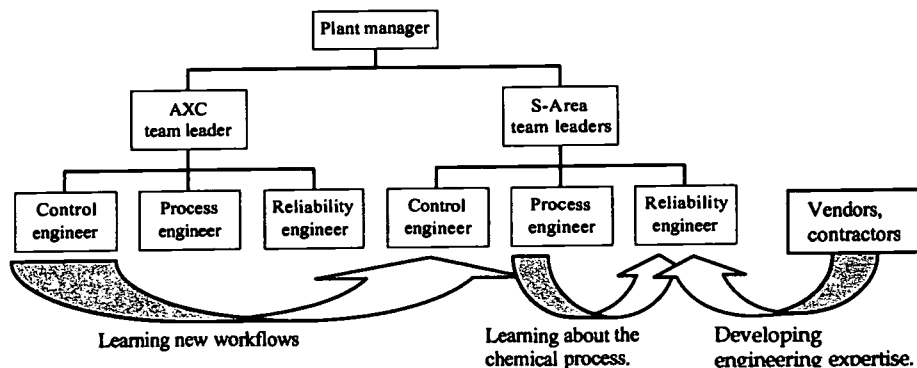 Plant manager
AXC
team leader
S-Area
team leaders
Control
engineer
Process
engineer
Reliability
engineer
Control
engineer
Process
engineer
Reliability
engineer
Vendors,
contractors
Learning new workflows
Learning about the
chemical process.
Developing
engineering expertise.